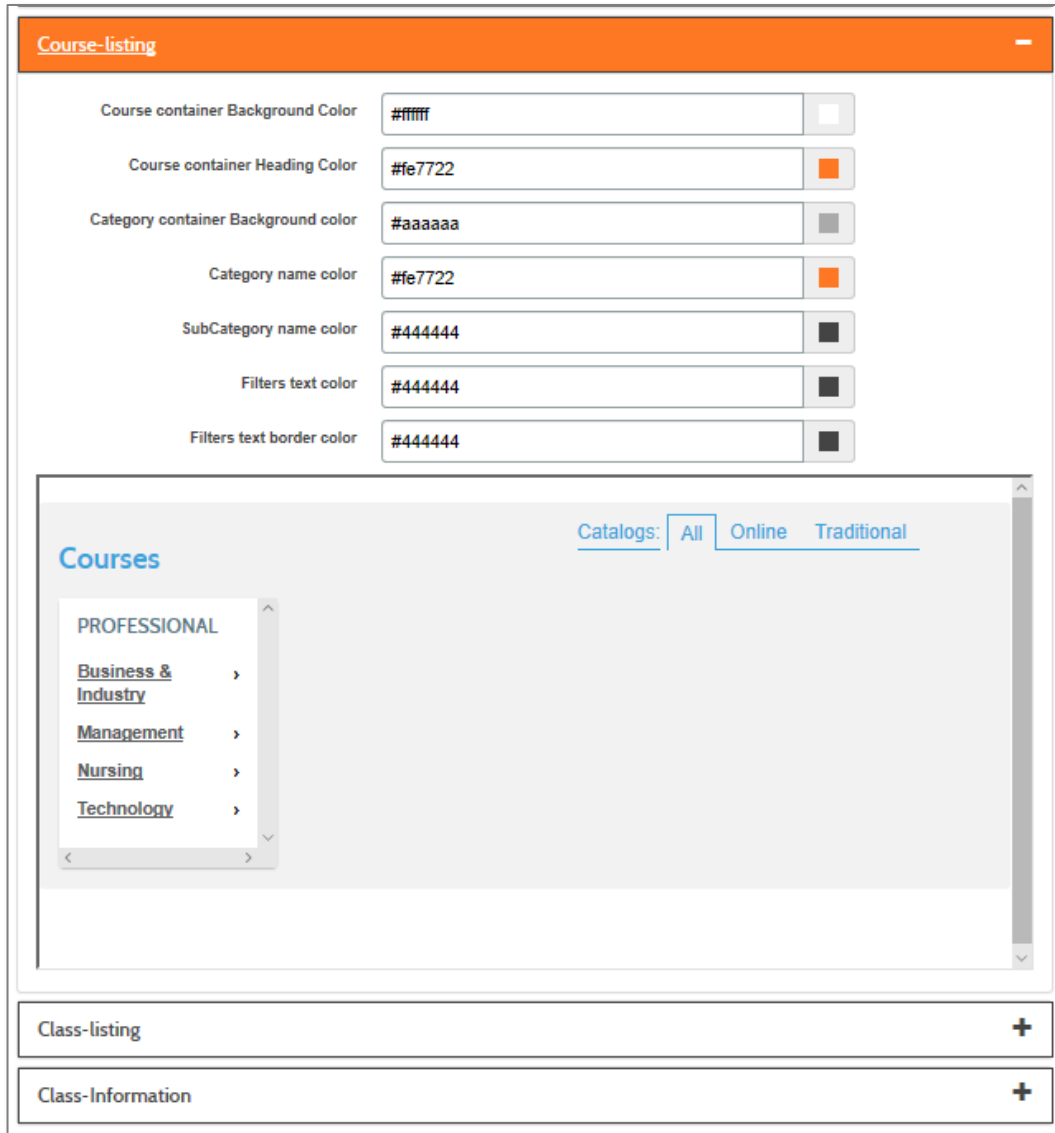 Course-listing
Course container Background Color #ffffff
Course container Heading Color #fe7722
Category container Background color #aaaaaa
Category name color #fe7722
SubCategory name color #444444
Filters text color #444444
Filters text border color #444444
Catalogs: All Online Traditional
Courses
PROFESSIONAL
Business &
Industry
Management
Nursing
Technology
Class-listing
Class-Information